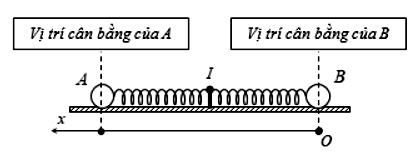 Vị trí cân bằng của A
Vị trí cân bằng của B
A
I
B
x
O